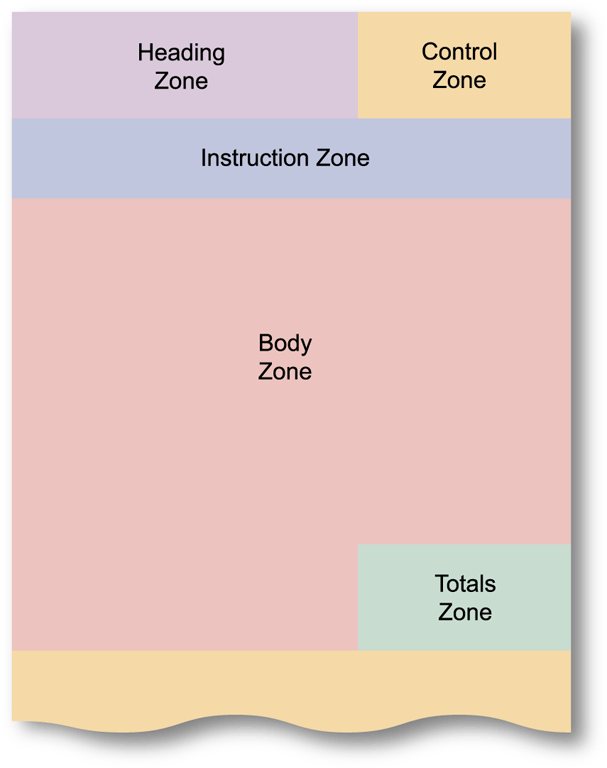 Heading
Zone
Control
Zone
Instruction Zone
Body
Zone
Totals
Zone